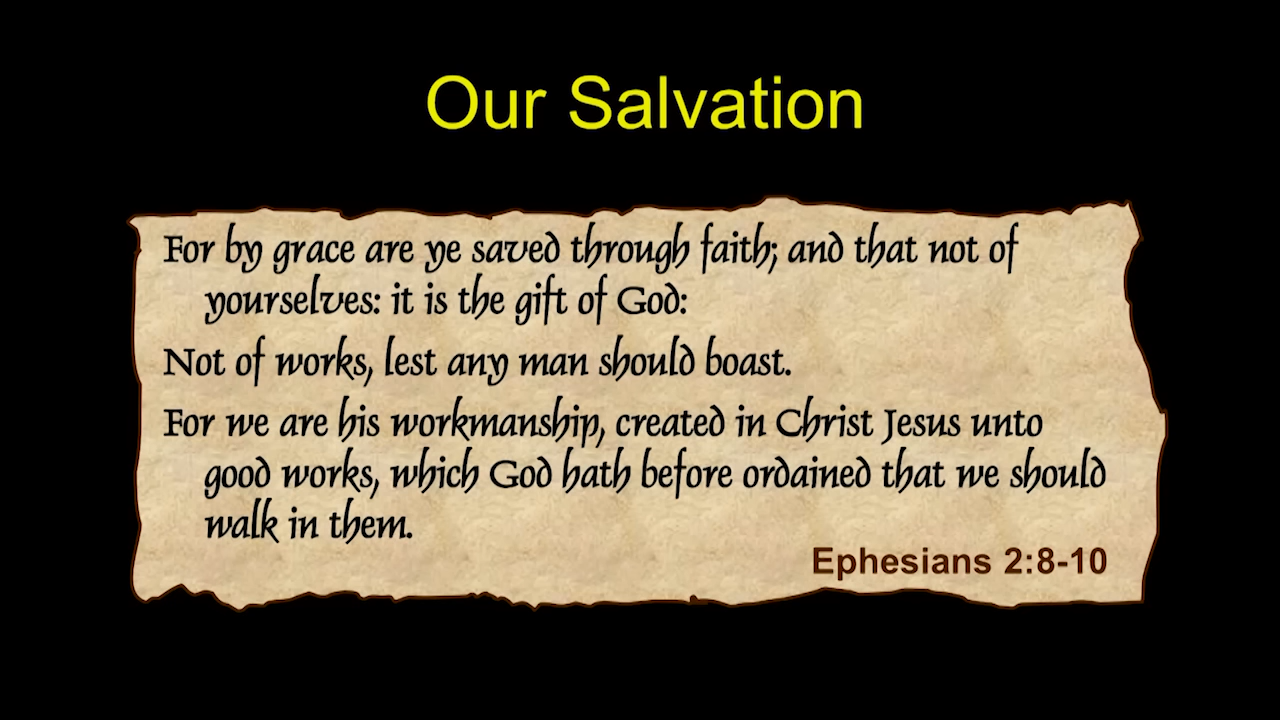 Our Salvation
For by grace are ye saved through faith; and that not of
yourselves: it is the gift of God:
Not of works, lest any man should boast.
For we are his workmanship, created in Christ Jesus unto
good works, which God hath before ordained that we should
walk in them.
Ephesians 2:8-10